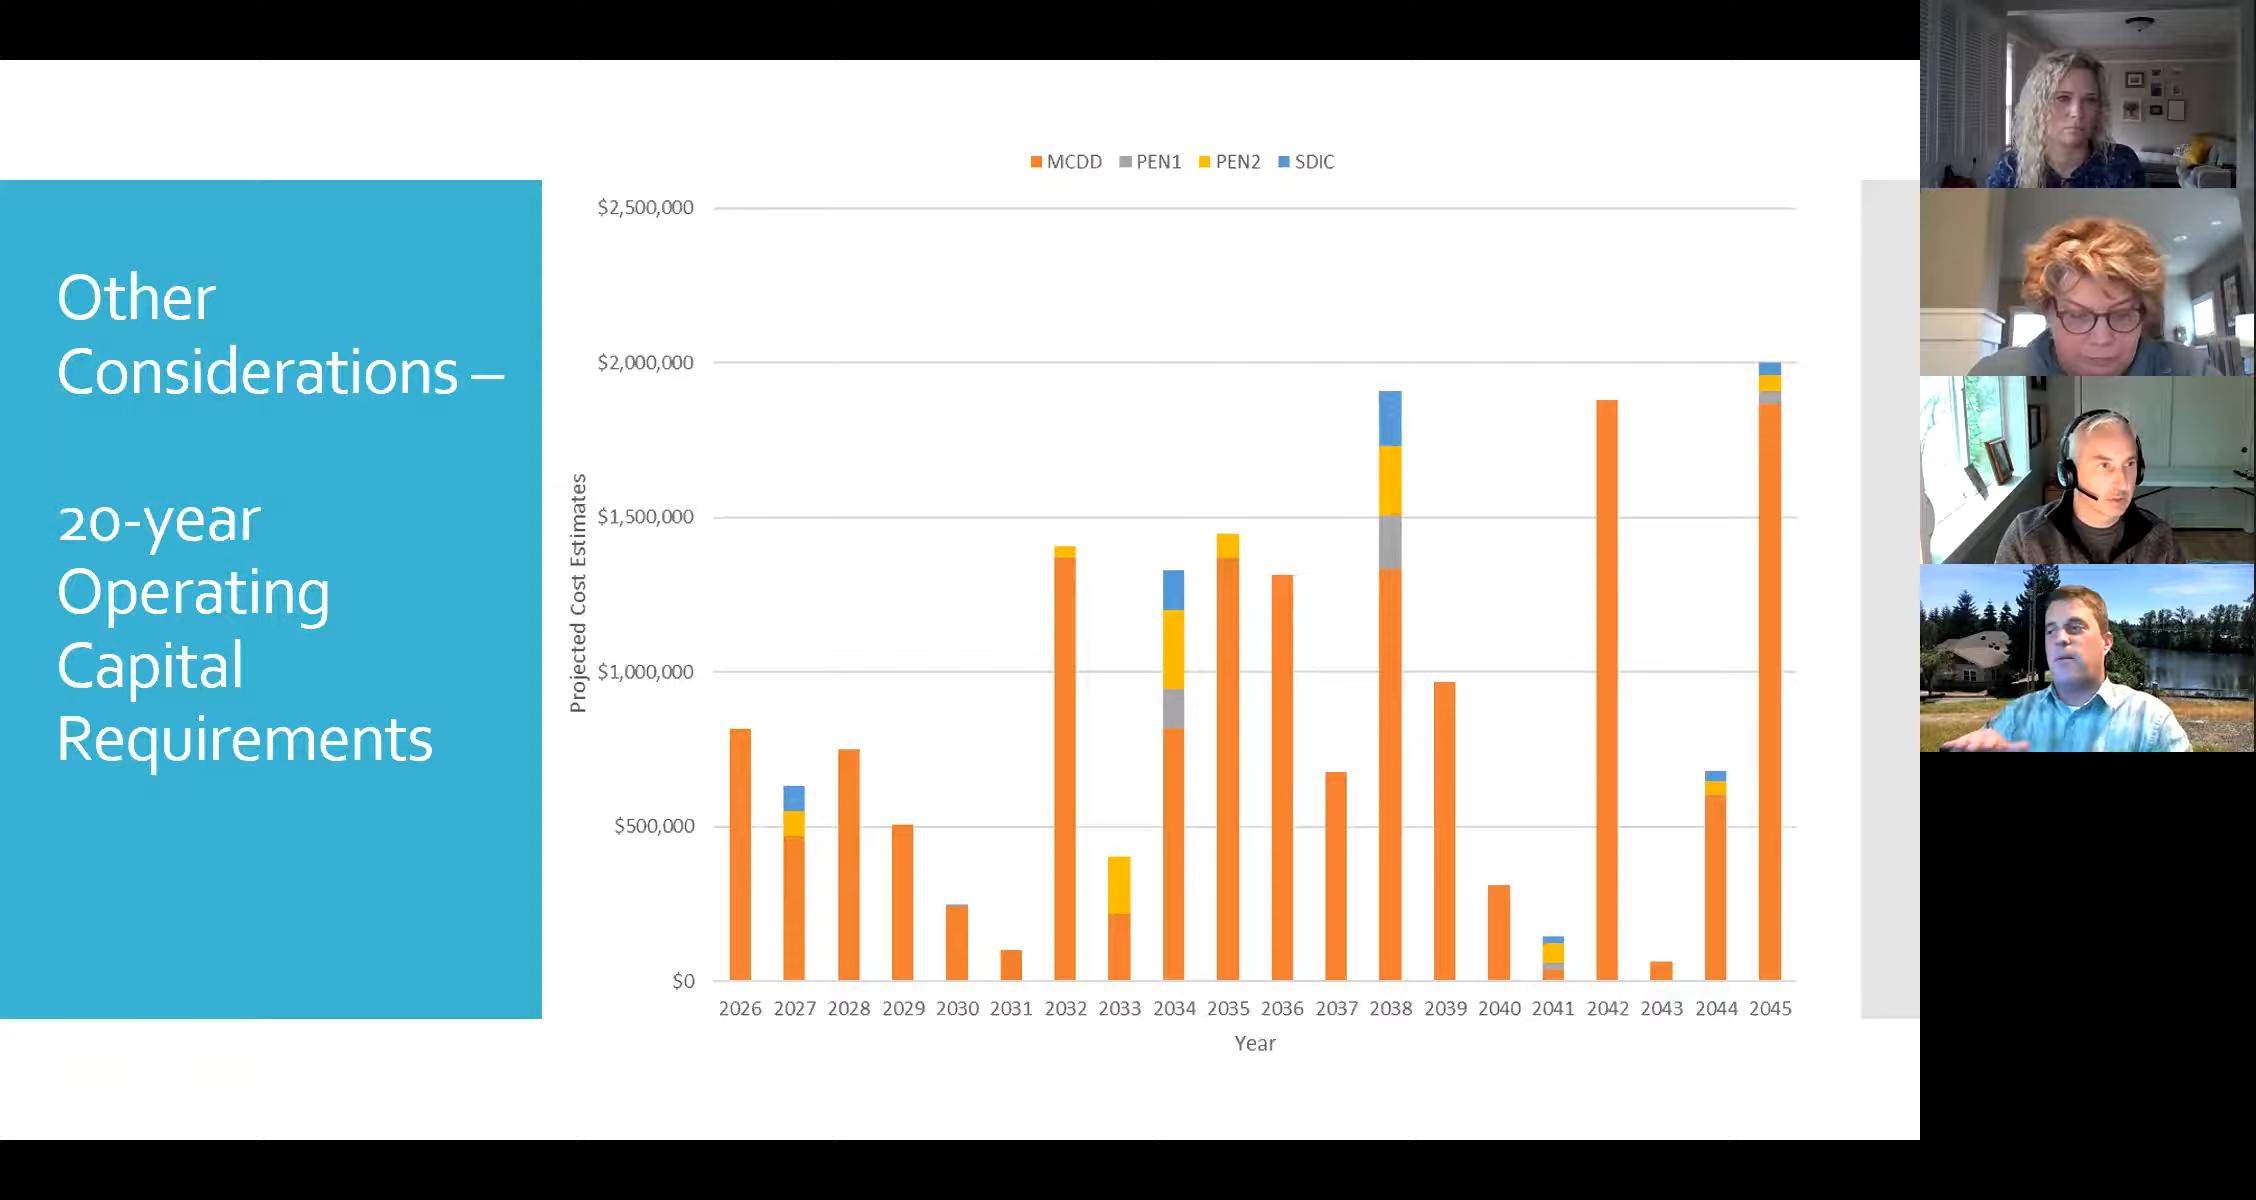 Other
Considerations –
20-year
Operating
Capital
Requirements
MCDD PEN1 PEN2 SDIC
Projected Cost Estimates
$2,500,000
$2,000,000
$1,500,000
$1,000,000
$500,000
$0
2026 2027 2028 2029 2030 2031 2032 2033 2034 2035 2036 2037 2038 2039 2040 2041 2042 2043 2044 2045
Year